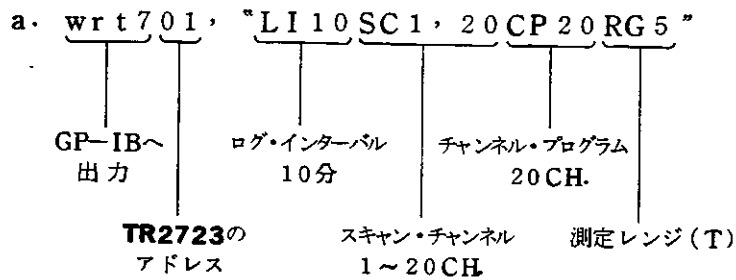 a. wrt701, "LI10SC1, 20CP20RG5"
GP-IBへ
出力
ログ・インターバル
10分
チャンネル・プログラム
20CH.
TR2723の
アドレス
スキャン・チャンネル
1~20CH.
測定レンジ(T)